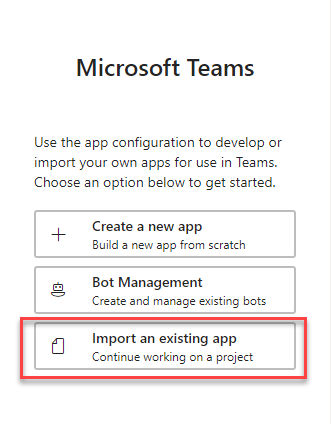 Microsoft Teams
Use the app configuration to develop or
import your own apps for use in Teams.
Choose an option below to get started.
Create a new app
Build a new app from scratch
Bot Management
Create and manage existing bots
Import an existing app
Continue working on a project